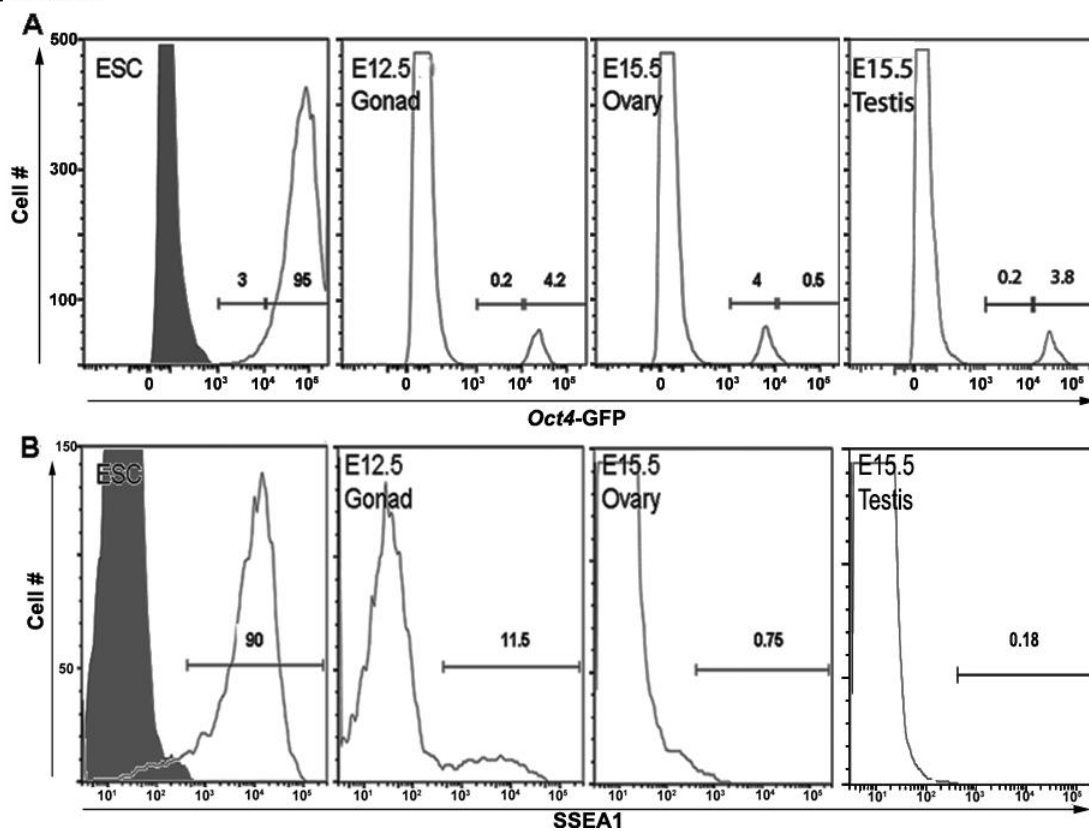 A
500
300
100
Cell #
ESC
3 95
0 10³ 10⁴ 10⁵
E12.5
Gonad
0.2 4.2
0 10³ 10⁴ 10⁵
E15.5
Ovary
4 0.5
0 10³ 10⁴ 10⁵
E15.5
Testis
0.2 3.8
0 10³ 10⁴ 10⁵
Oct4-GFP
B
150
50
Cell #
ESC
90
10¹ 10² 10³ 10⁴ 10⁵
E12.5
Gonad
11.5
10¹ 10² 10³ 10⁴ 10⁵
E15.5
Ovary
0.75
10¹ 10² 10³ 10⁴ 10⁵
E15.5
Testis
0.18
10¹ 10² 10³ 10⁴ 10⁵
SSEA1